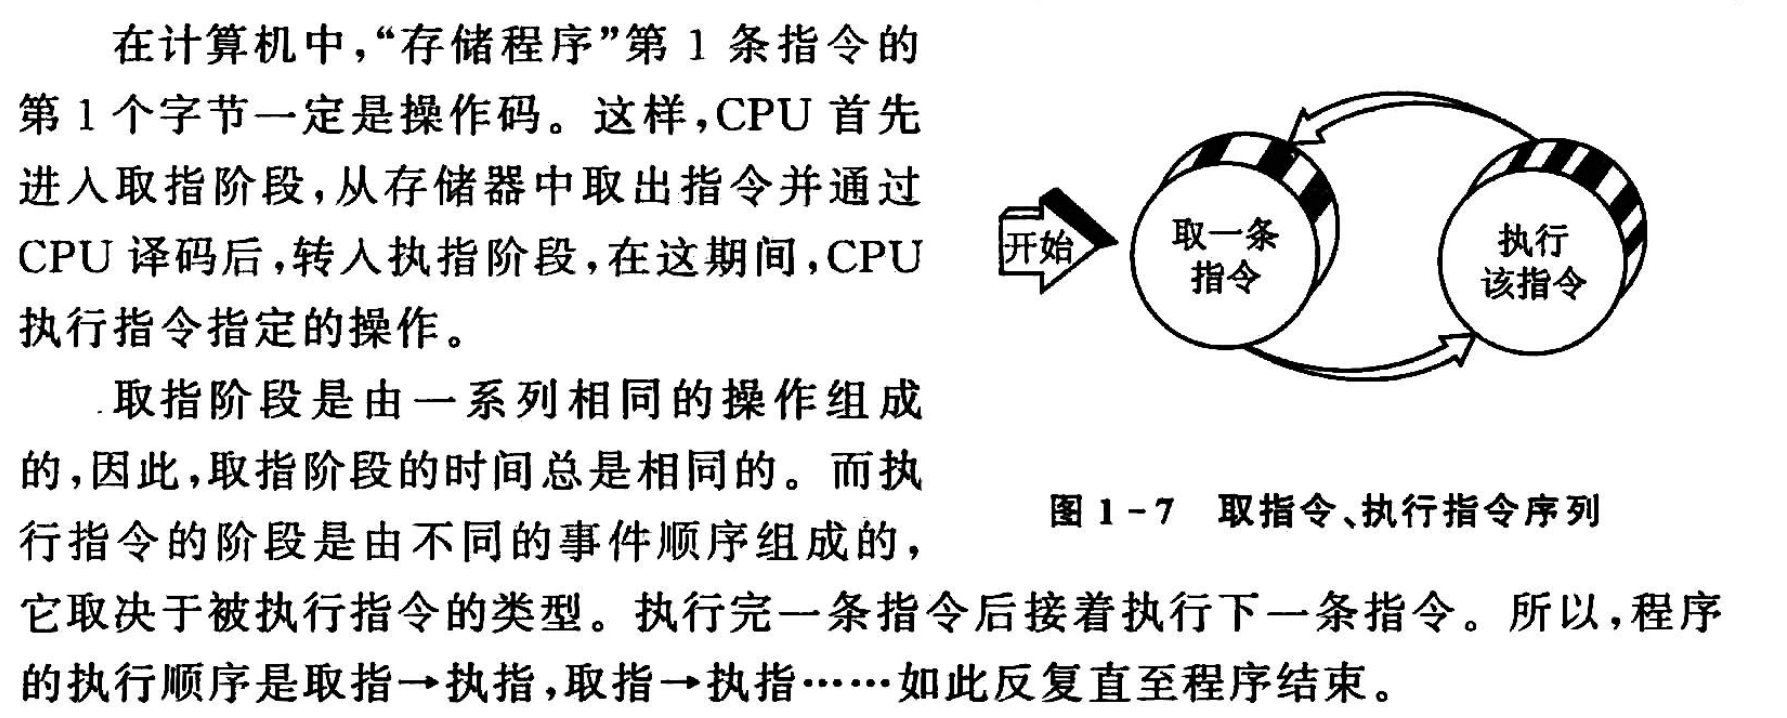 在计算机中,“存储程序”第 1 条指令的
第 1 个字节一定是操作码。这样,CPU 首先
进入取指阶段,从存储器中取出指令并通过
CPU 译码后,转入执指阶段,在这期间,CPU
执行指令指定的操作。
取指阶段是由一系列相同的操作组成
的,因此,取指阶段的时间总是相同的。而执
行指令的阶段是由不同的事件顺序组成的,
它取决于被执行指令的类型。执行完一条指令后接着执行下一条指令。所以,程序
的执行顺序是取指→执指,取指→执指……如此反复直至程序结束。
开始
取一条
指令
执行
该指令
图 1-7 取指令、执行指令序列